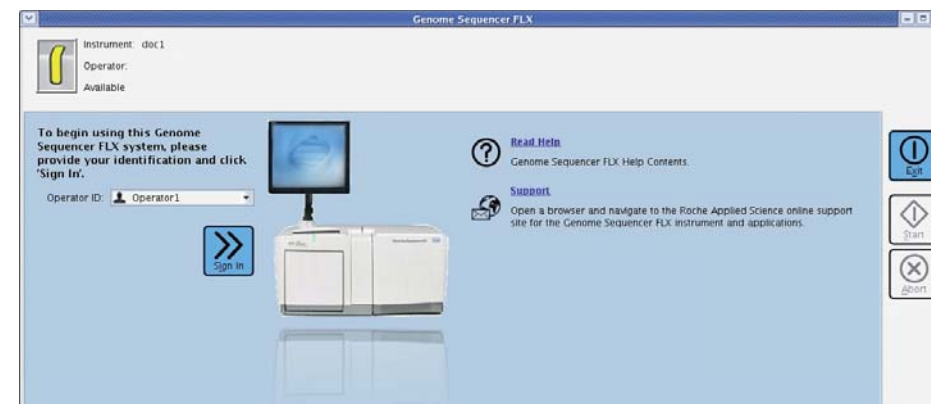 Genome Sequencer FLX
Instrument: doc1
Operator:
Available
To begin using this Genome
Sequencer FLX system, please
provide your identification and click
'Sign In'.
Operator ID: Operator1
Sign In
Read Help
Genome Sequencer FLX Help Contents.
Support
Open a browser and navigate to the Roche Applied Science online support
site for the Genome Sequencer FLX instrument and applications.
Exit
Start
Abort